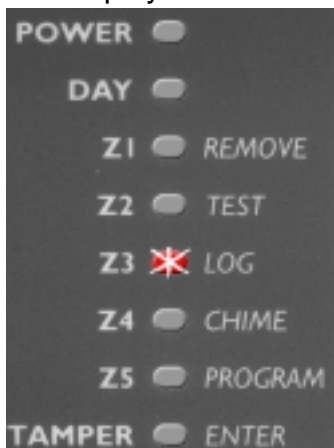 POWER
DAY
Z1 REMOVE
Z2 TEST
Z3 LOG
Z4 CHIME
Z5 PROGRAM
TAMPER ENTER